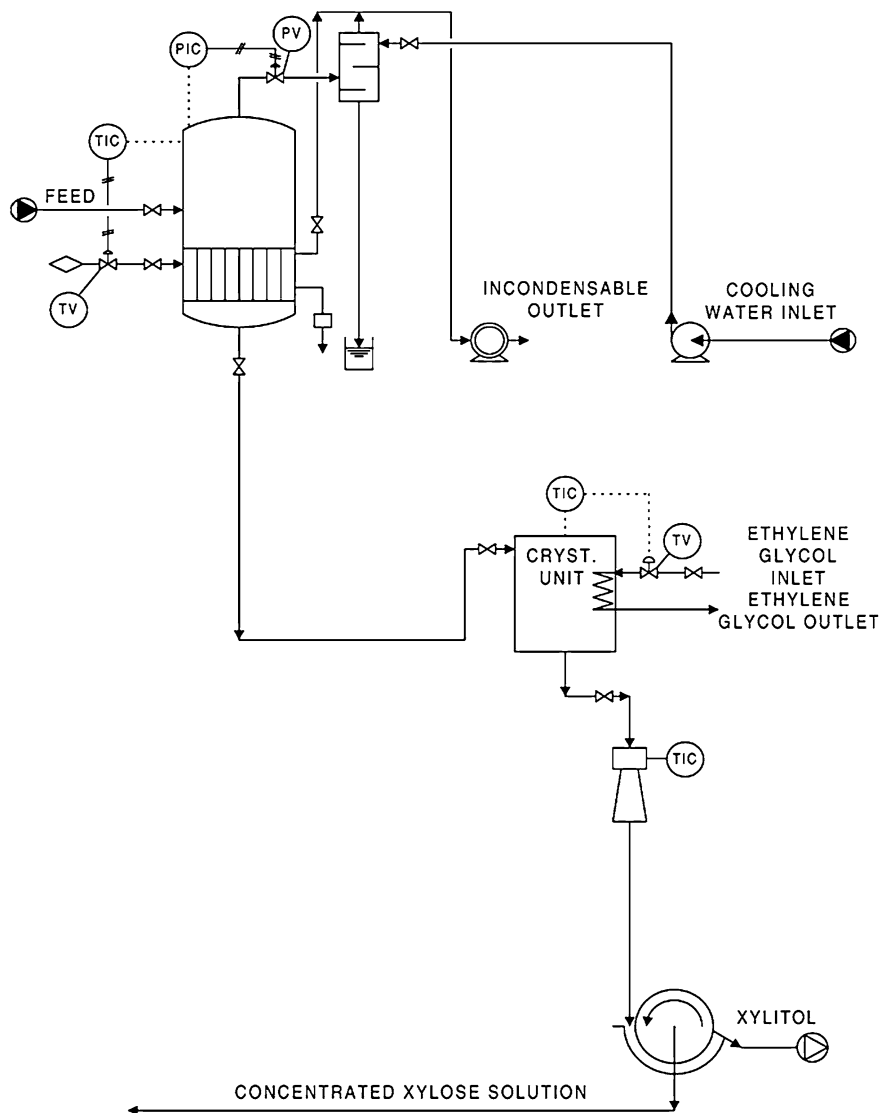 PIC
PV
TIC
FEED
TV
INCONDENSABLE
OUTLET
COOLING
WATER INLET
TIC
CRYST.
UNIT
TV
ETHYLENE
GLYCOL
INLET
ETHYLENE
GLYCOL OUTLET
TIC
XYLITOL
CONCENTRATED XYLOSE SOLUTION